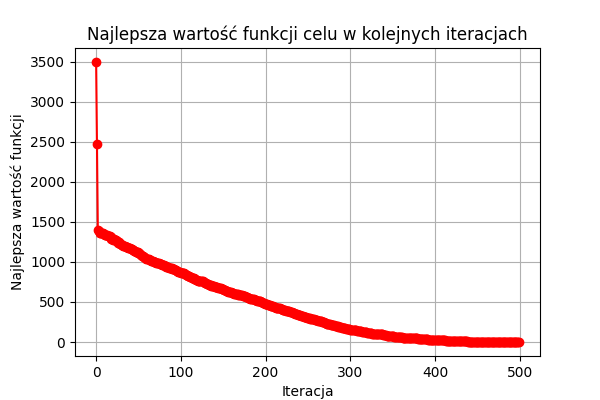 Najlepsza wartość funkcji celu w kolejnych iteracjach
Najlepsza wartość funkcji
3500
3000
2500
2000
1500
1000
500
0
0 100 200 300 400 500
Iteracja